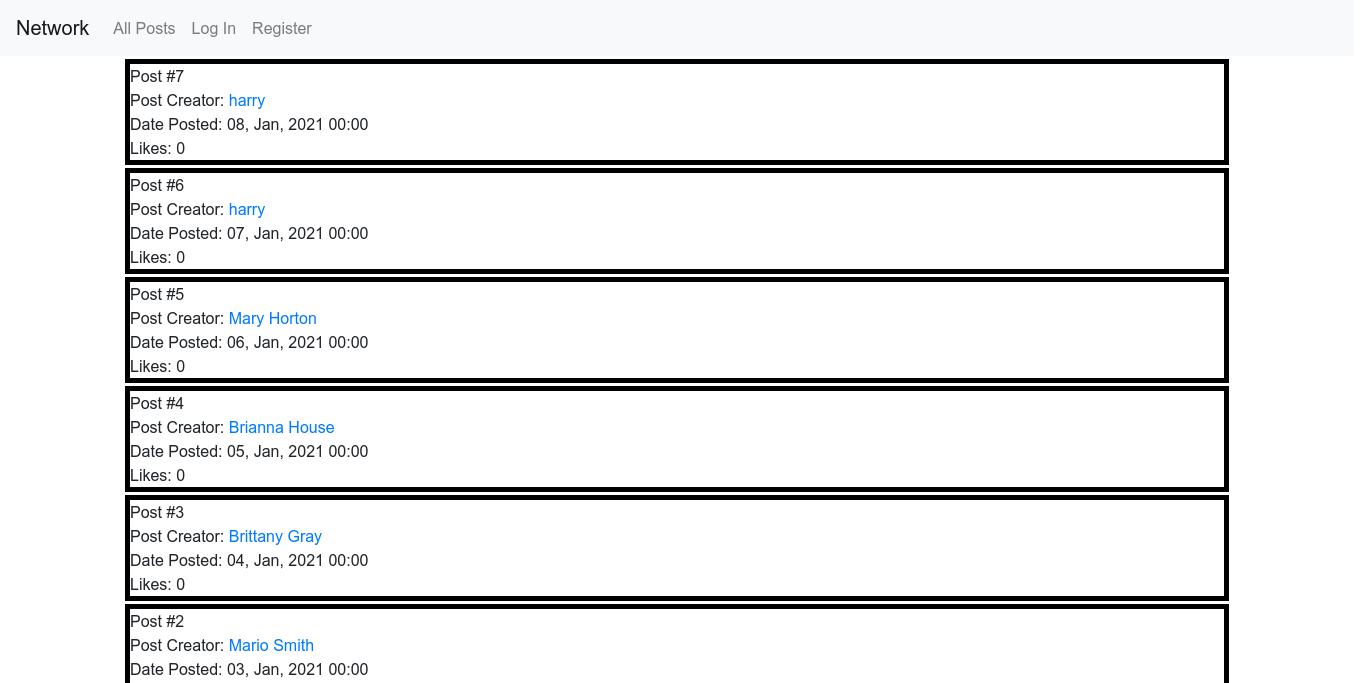 Network All Posts Log In Register
Post #7
Post Creator: harry
Date Posted: 08, Jan, 2021 00:00
Likes: 0
Post #6
Post Creator: harry
Date Posted: 07, Jan, 2021 00:00
Likes: 0
Post #5
Post Creator: Mary Horton
Date Posted: 06, Jan, 2021 00:00
Likes: 0
Post #4
Post Creator: Brianna House
Date Posted: 05, Jan, 2021 00:00
Likes: 0
Post #3
Post Creator: Brittany Gray
Date Posted: 04, Jan, 2021 00:00
Likes: 0
Post #2
Post Creator: Mario Smith
Date Posted: 03, Jan, 2021 00:00